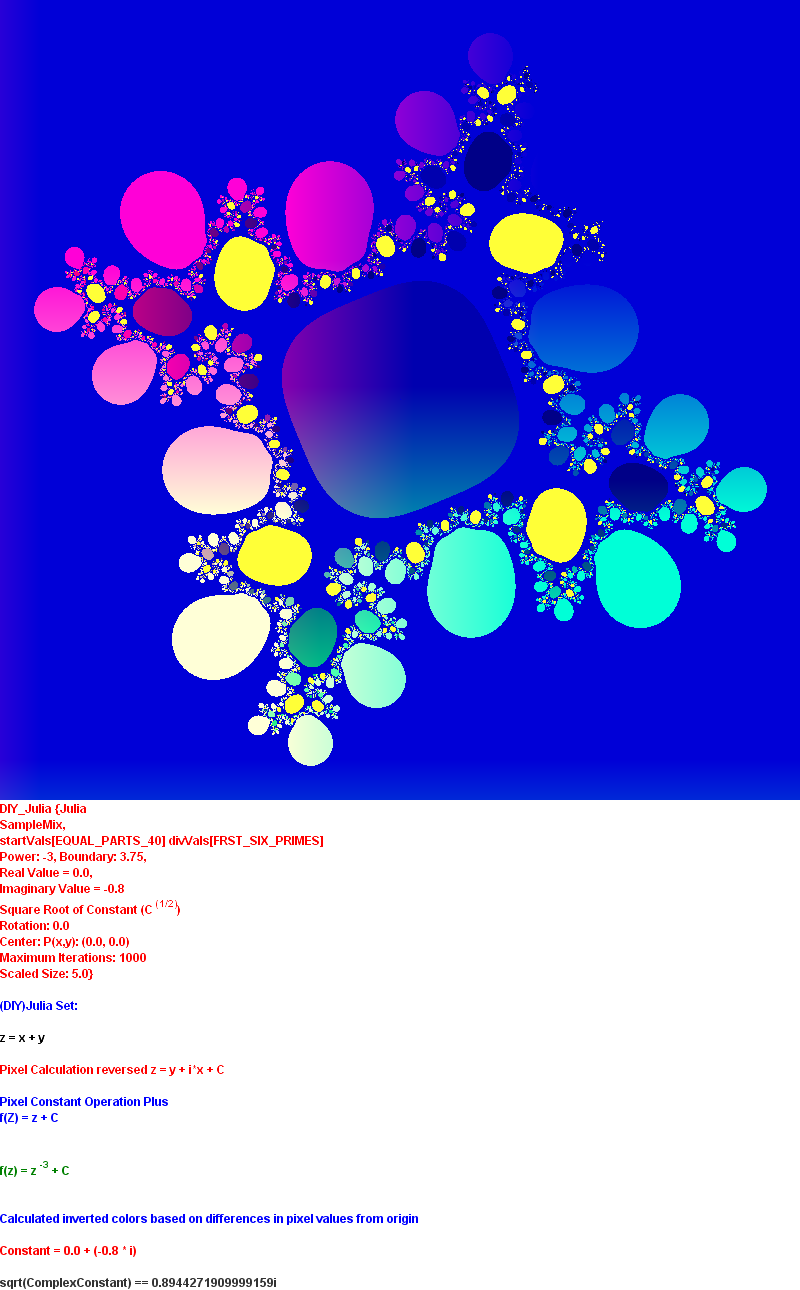 DIY_Julia {Julia
SampleMix,
startVals[EQUAL_PARTS_40] divVals[FRST_SIX_PRIMES]
Power: -3, Boundary: 3.75,
Real Value = 0.0,
Imaginary Value = -0.8
Square Root of Constant (C (1/2))
Rotation: 0.0
Center: P(x,y): (0.0, 0.0)
Maximum Iterations: 1000
Scaled Size: 5.0}
(DIY)Julia Set:
z = x + y
Pixel Calculation reversed z = y + i*x + C
Pixel Constant Operation Plus
f(Z) = z + C
f(z) = z -3 + C
Calculated inverted colors based on differences in pixel values from origin
Constant = 0.0 + (-0.8 * i)
sqrt(ComplexConstant) == 0.8944271909999159i